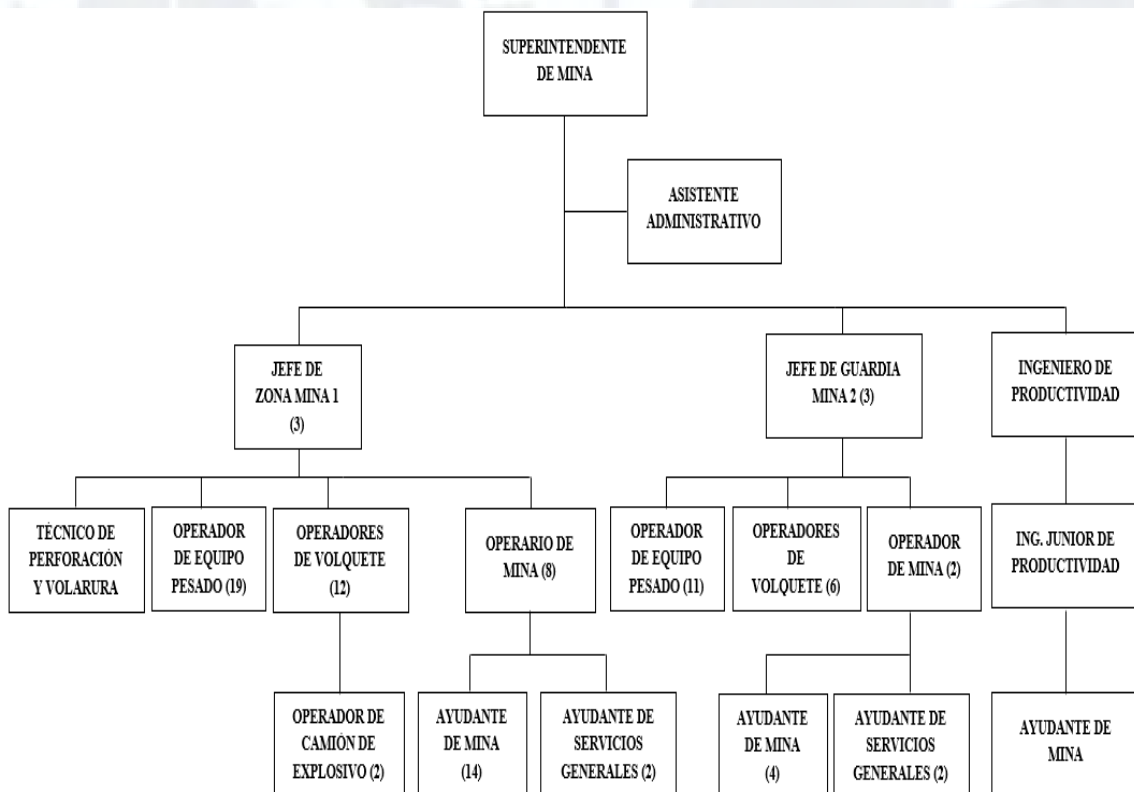 SUPERINTENDENTE
DE MINA
ASISTENTE
ADMINISTRATIVO
JEFE DE
ZONA MINA 1
(3)
JEFE DE GUARDIA
MINA 2 (3)
INGENIERO DE
PRODUCTIVIDAD
TÉCNICO DE
PERFORACIÓN
Y VOLARURA
OPERADOR
DE EQUIPO
PESADO (19)
OPERADORES
DE VOLQUETE
(12)
OPERARIO DE
MINA (8)
OPERADOR
DE EQUIPO
PESADO (11)
OPERADORES
DE
VOLQUETE (6)
OPERADOR
DE MINA (2)
ING. JUNIOR DE
PRODUCTIVIDAD
OPERADOR DE
CAMIÓN DE
EXPLOSIVO (2)
AYUDANTE
DE MINA
(14)
AYUDANTE DE
SERVICIOS
GENERALES (2)
AYUDANTE
DE MINA
(4)
AYUDANTE DE
SERVICIOS
GENERALES (2)
AYUDANTE DE
MINA